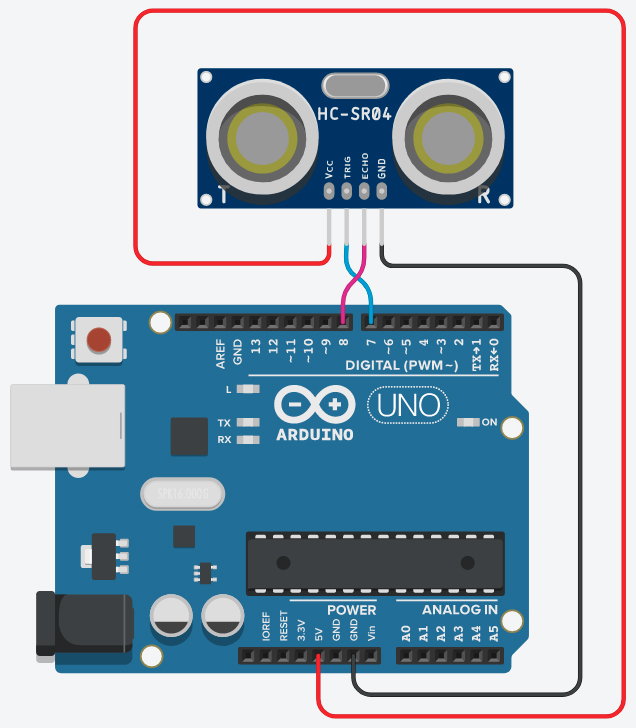 HC-SR04
VCC
TRIG
ECHO
GND
T
R
AREF
GND
13
12
~11
~10
~9
8
7
~6
~5
4
~3
2
TX→1
RX←0
DIGITAL (PWM~)
L
TX
RX
ARDUINO
UNO
ON
POWER
ANALOG IN
IOREF
RESET
3.3V
5V
GND
GND
Vin
A0
A1
A2
A3
A4
A5